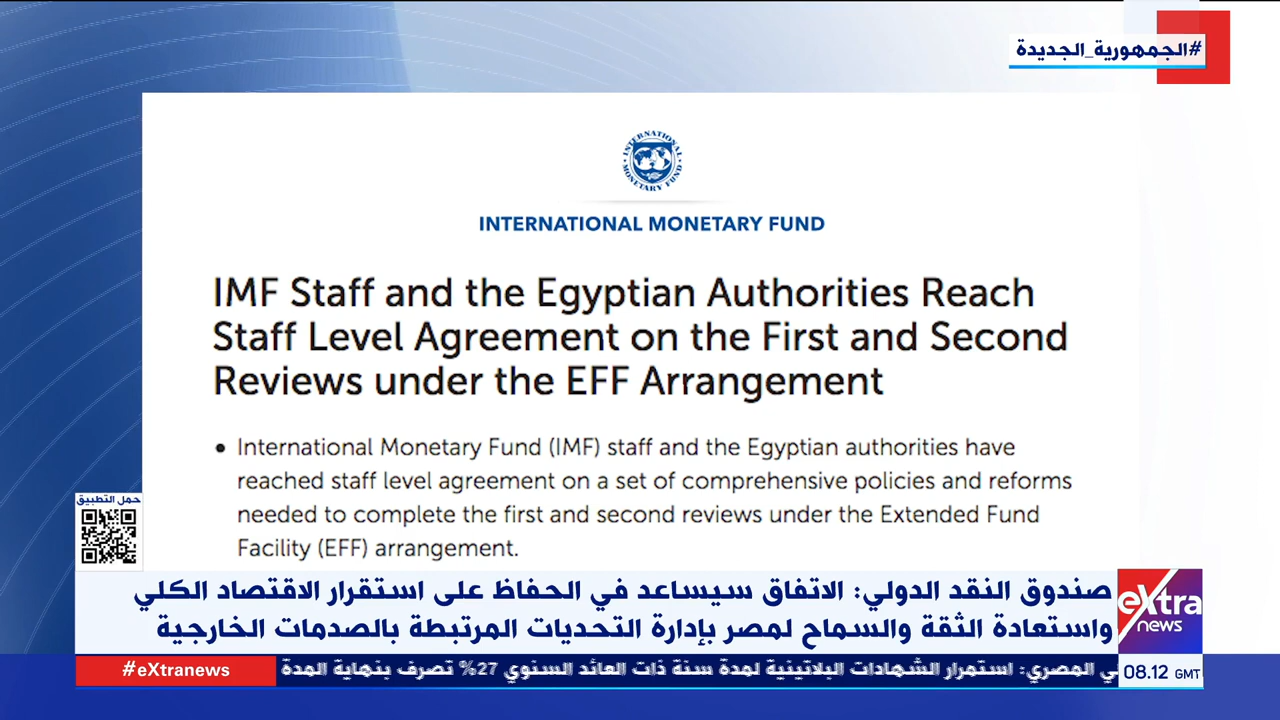 #الجمهورية_الجديدة
INTERNATIONAL MONETARY FUND
INTERNATIONAL MONETARY FUND
IMF Staff and the Egyptian Authorities Reach
Staff Level Agreement on the First and Second
Reviews under the EFF Arrangement
• International Monetary Fund (IMF) staff and the Egyptian authorities have
reached staff level agreement on a set of comprehensive policies and reforms
needed to complete the first and second reviews under the Extended Fund
Facility (EFF) arrangement.
حمل التطبيق
صندوق النقد الدولي: الاتفاق سيساعد في الحفاظ على استقرار الاقتصاد الكلي
واستعادة الثقة والسماح لمصر بإدارة التحديات المرتبطة بالصدمات الخارجية
eXtra
news
#eXtranews
المصري: استمرار الشهادات البلاتينية لمدة سنة ذات العائد السنوي 27% تصرف بنهاية المدة
08.12 GMT